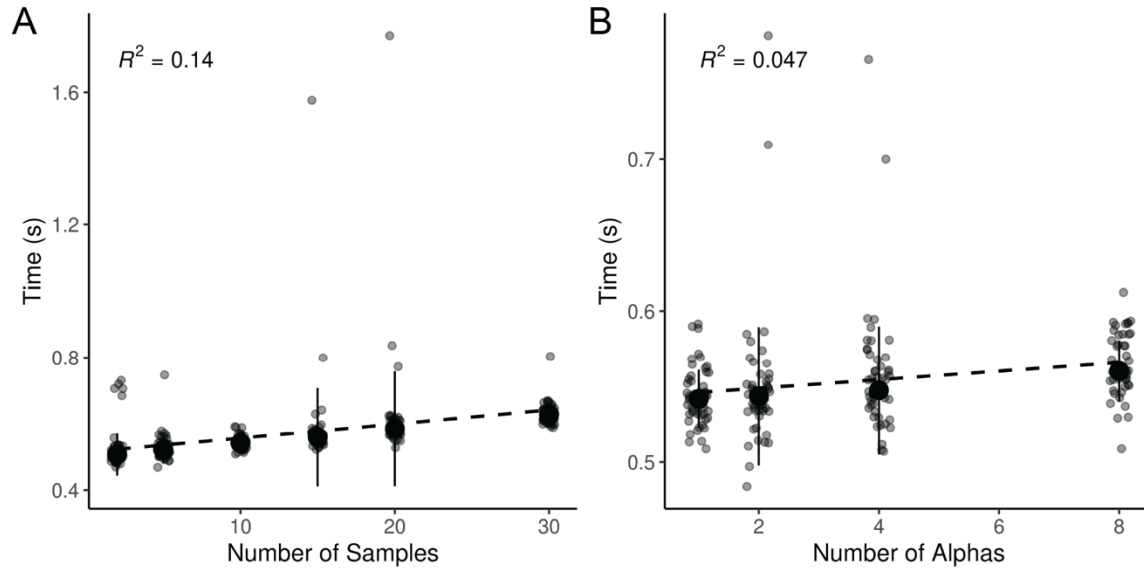 A
R² = 0.14
Time (s)
1.6
1.2
0.8
0.4
10
20
30
Number of Samples
B
R² = 0.047
Time (s)
0.7
0.6
0.5
2
4
6
8
Number of Alphas